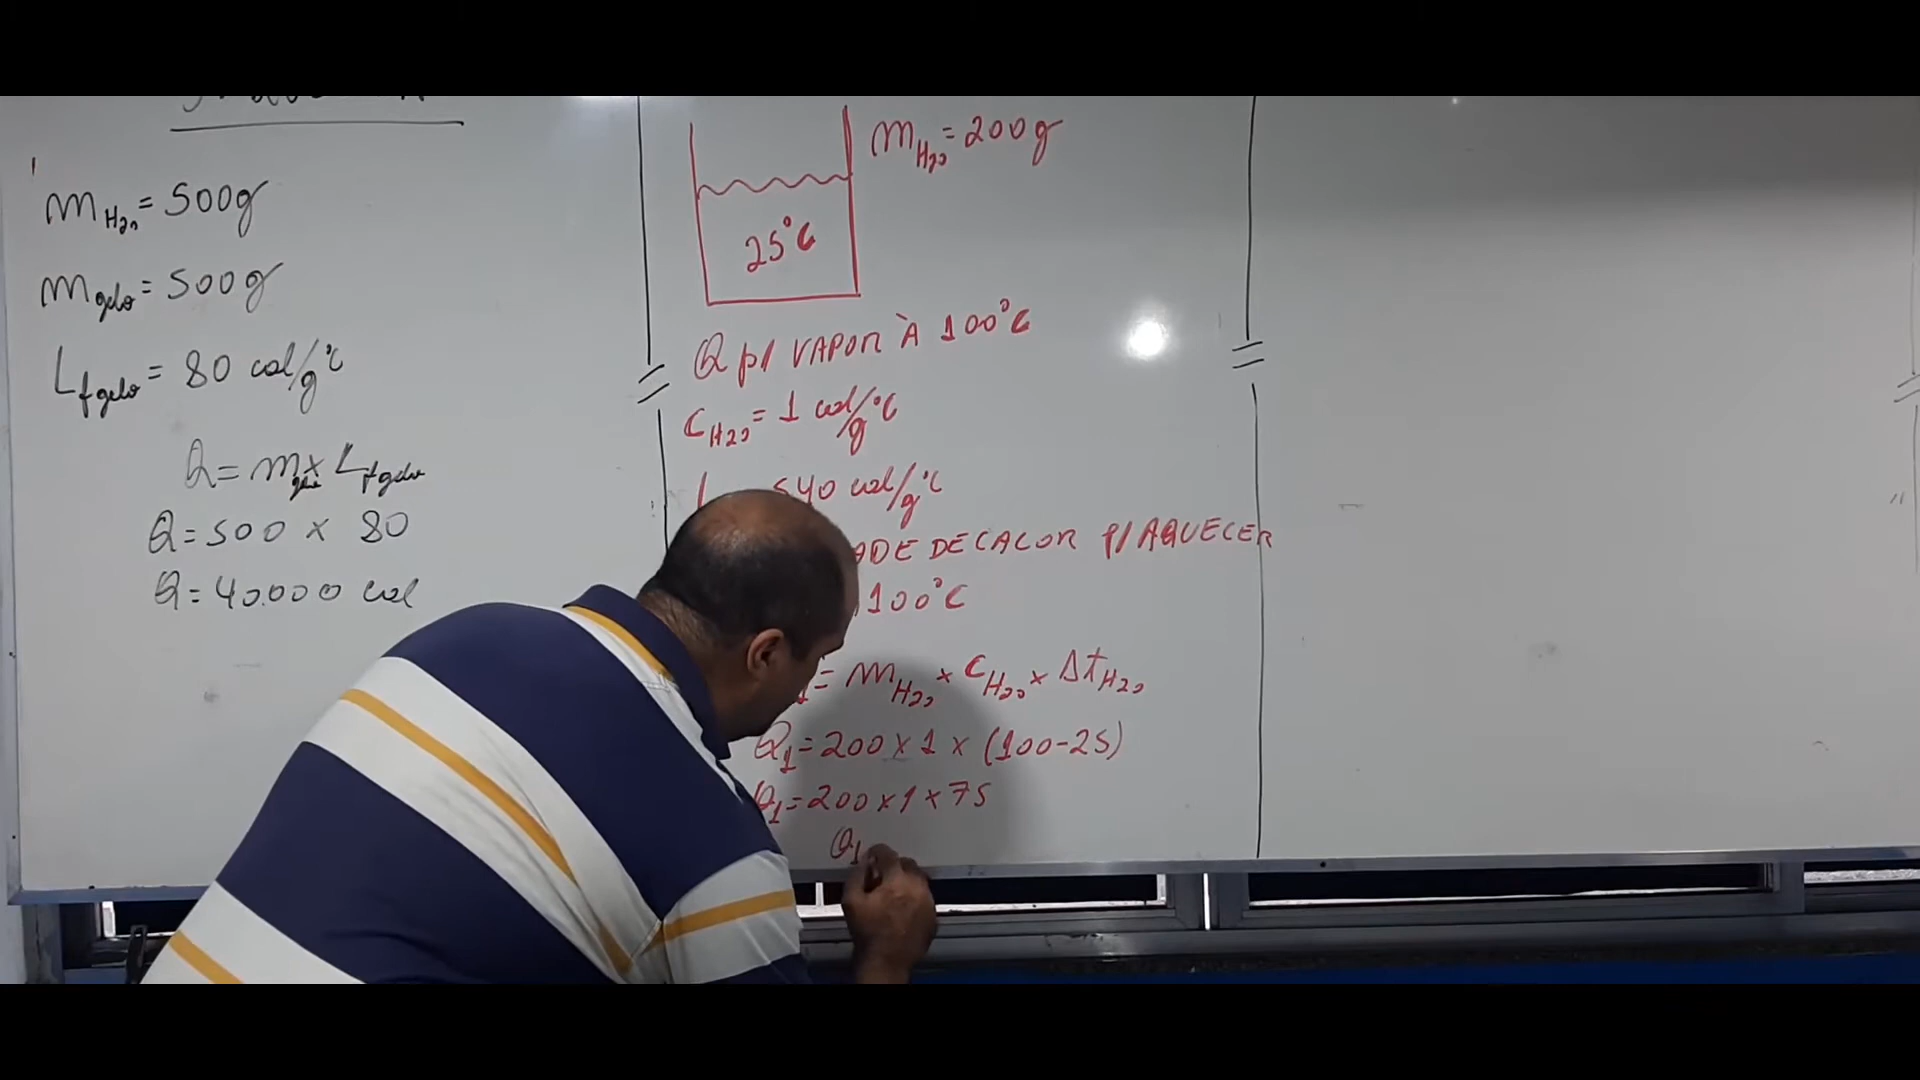 m H2O = 500g
m gelo = 500g
L f gelo = 80 cal/g°C
Q = m gelo x L f gelo
Q = 500 x 80
Q = 40.000 cal
m H2O = 200g
25°C
Q p/ VAPOR À 100°C
c H2O = 1 cal/g°C
540 cal/g°C
DE CALOR p/ AQUECER
100°C
= m H2O x c H2O x Δt H2O
Q1 = 200 x 1 x (100-25)
Q1 = 200 x 1 x 75
Q1